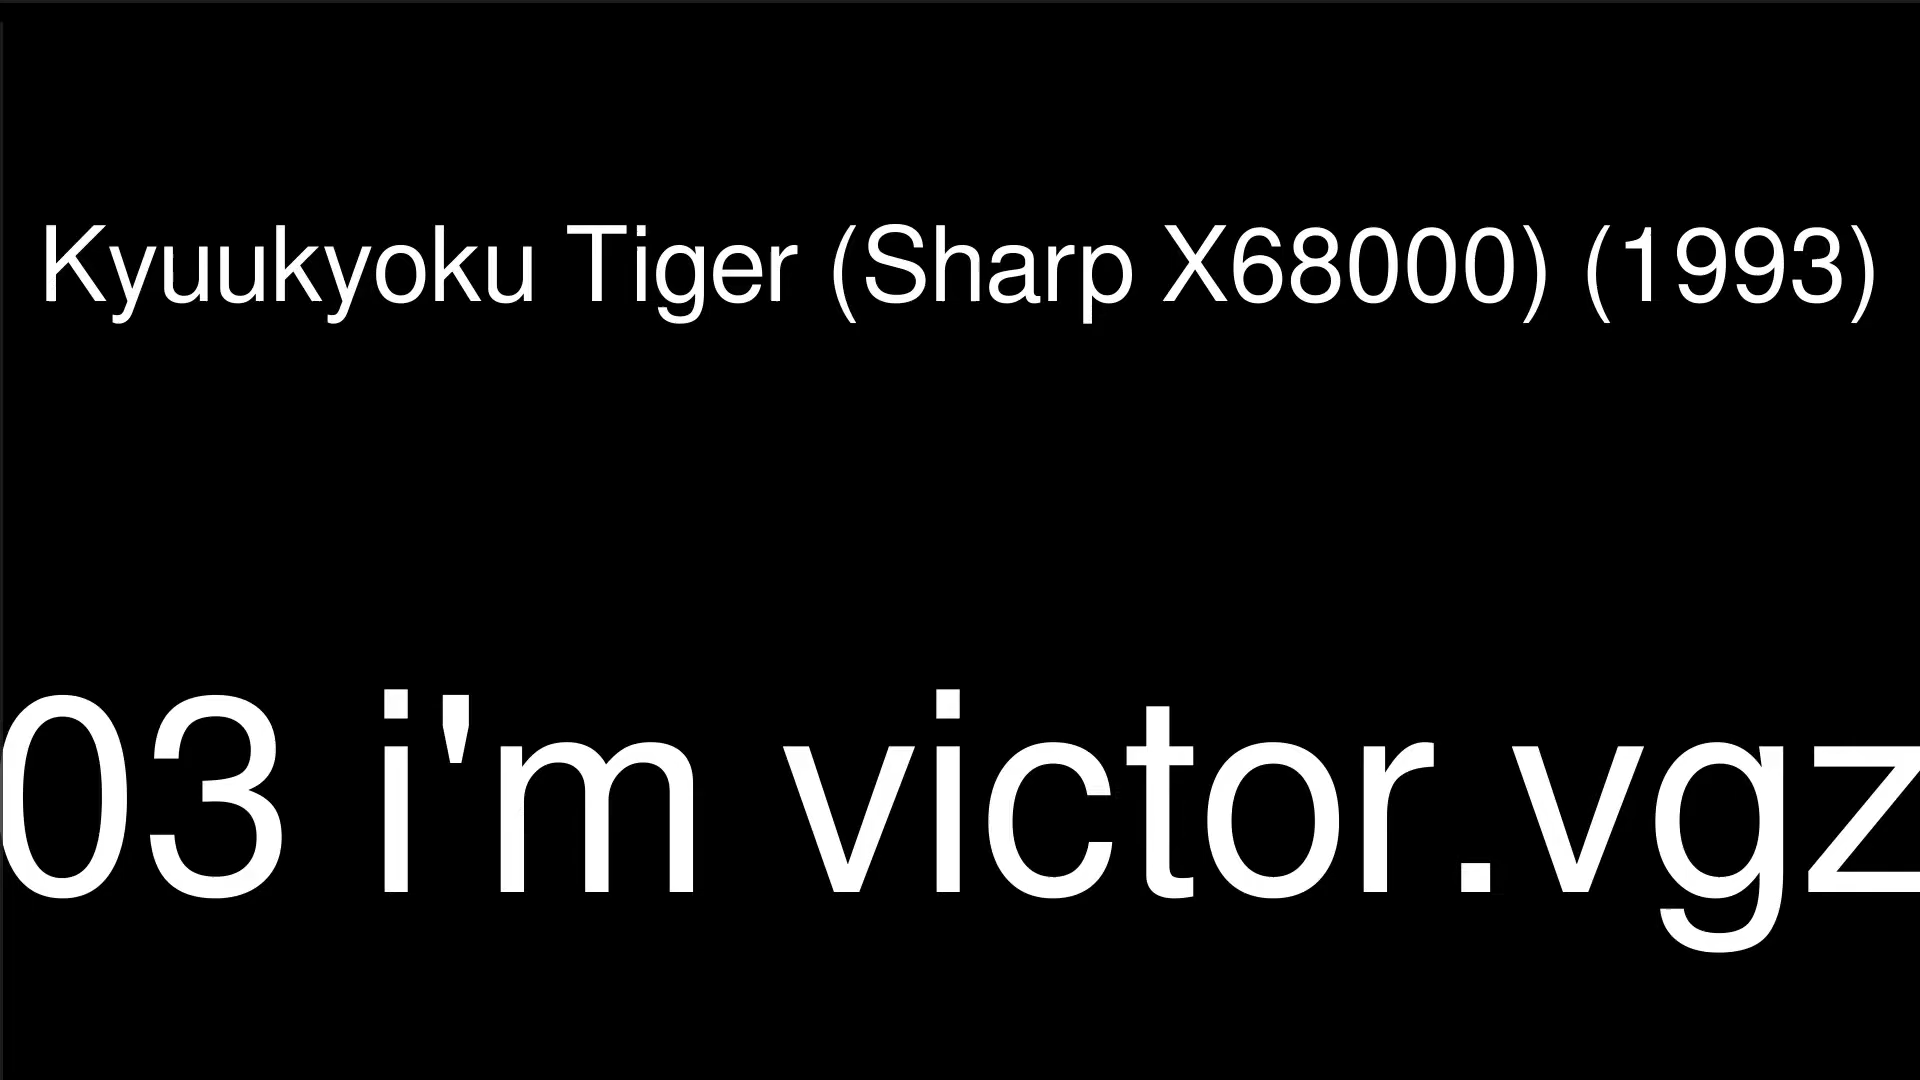 Kyuukyoku Tiger (Sharp X68000) (1993)
03 i'm victor.vgz